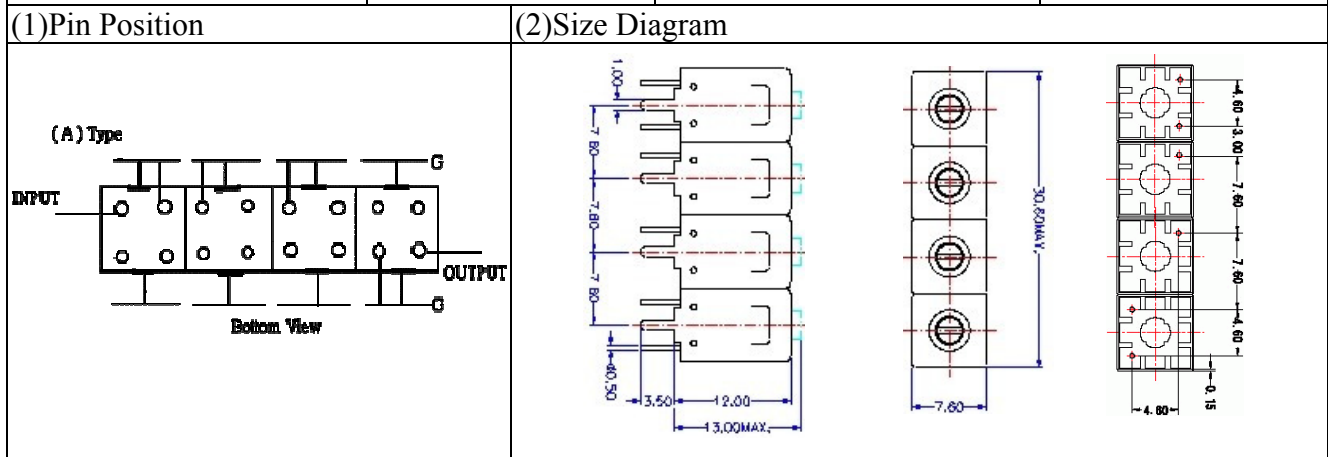 (1)Pin Position
(2)Size Diagram
(A) Type
G
INPUT
OUTPUT
G
Bottom View
1.00
7.80
7.80
7.80
Φ0.50
3.50
12.00
13.00MAX.
30.60MAX.
7.60
4.60
3.00
7.60
7.60
4.60
0.15
4.60